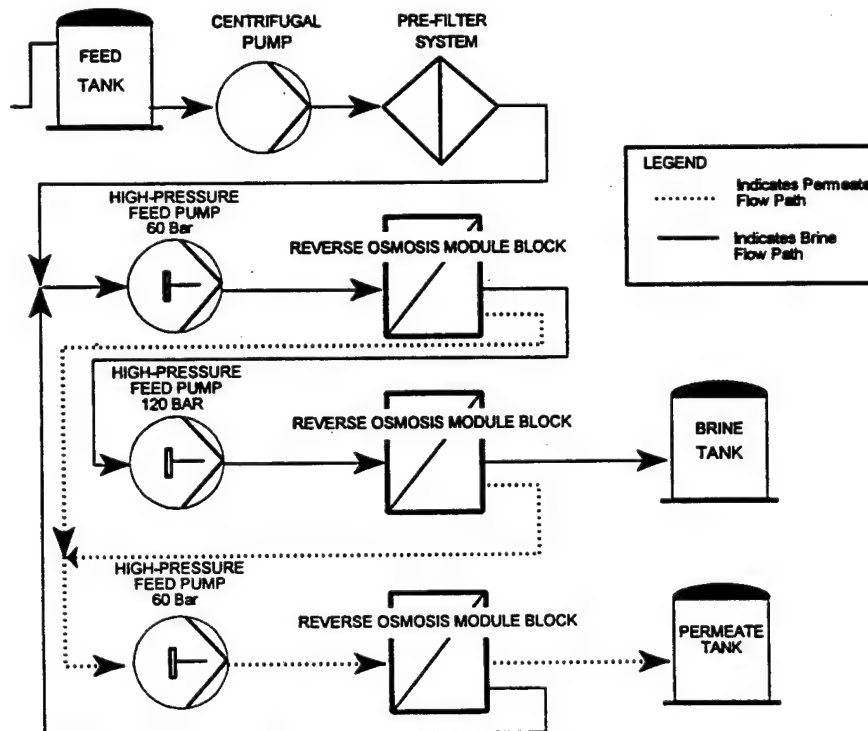 CENTRIFUGAL
PUMP
PRE-FILTER
SYSTEM
FEED
TANK
LEGEND
Indicates Permeate
Flow Path
Indicates Brine
Flow Path
HIGH-PRESSURE
FEED PUMP
60 Bar
REVERSE OSMOSIS MODULE BLOCK
HIGH-PRESSURE
FEED PUMP
120 BAR
REVERSE OSMOSIS MODULE BLOCK
BRINE
TANK
HIGH-PRESSURE
FEED PUMP
60 Bar
REVERSE OSMOSIS MODULE BLOCK
PERMEATE
TANK